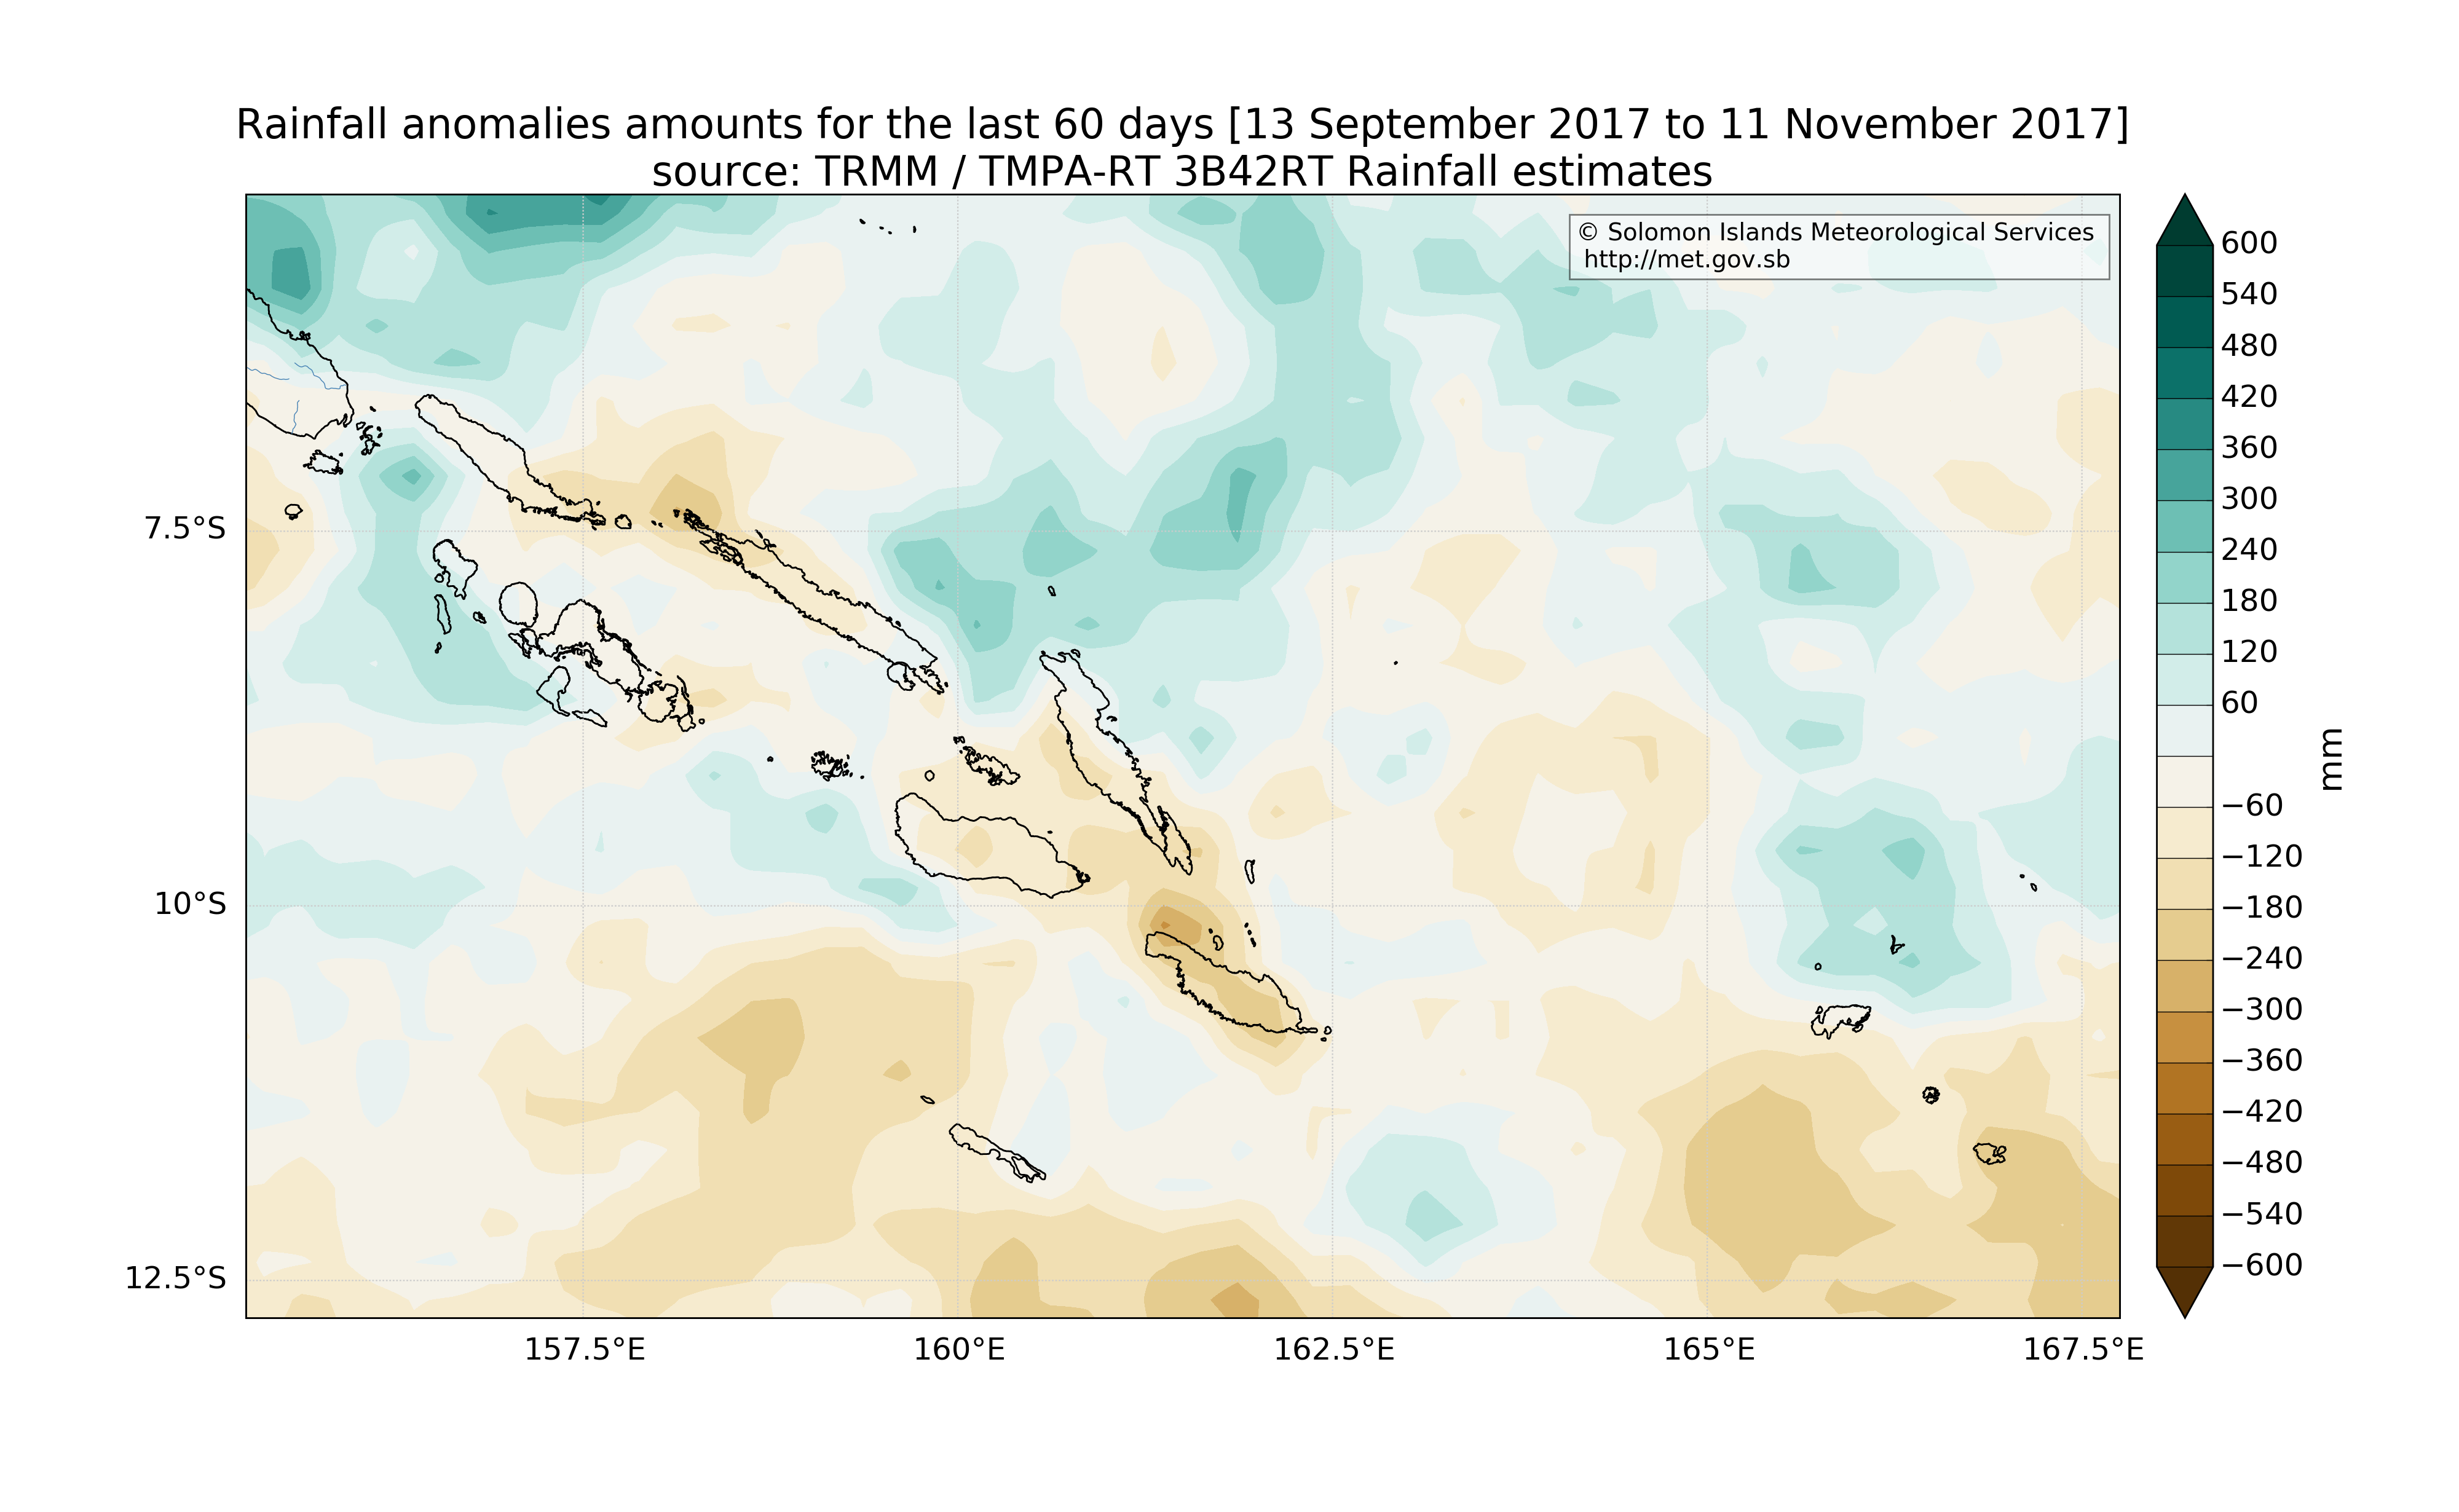 Rainfall anomalies amounts for the last 60 days [13 September 2017 to 11 November 2017]
source: TRMM / TMPA-RT 3B42RT Rainfall estimates
© Solomon Islands Meteorological Services
http://met.gov.sb
7.5°S
10°S
12.5°S
157.5°E
160°E
162.5°E
165°E
167.5°E
600
540
480
420
360
300
240
180
120
60
−60
−120
−180
−240
−300
−360
−420
−480
−540
−600
mm